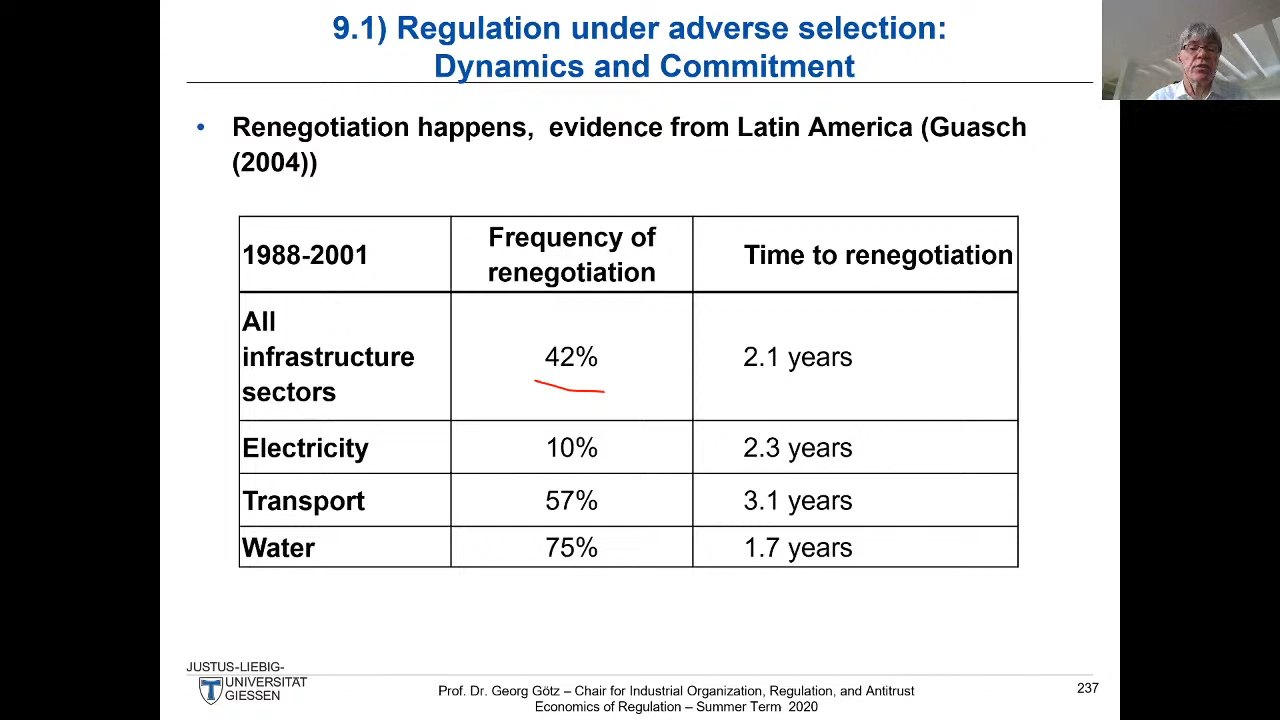 9.1) Regulation under adverse selection:
Dynamics and Commitment
• Renegotiation happens,  evidence from Latin America (Guasch
(2004))
1988-2001
Frequency of
renegotiation
Time to renegotiation
All
infrastructure
sectors
42%
2.1 years
Electricity
10%
2.3 years
Transport
57%
3.1 years
Water
75%
1.7 years
JUSTUS-LIEBIG-
UNIVERSITÄT
GIESSEN
Prof. Dr. Georg Götz – Chair for Industrial Organization, Regulation, and Antitrust
Economics of Regulation – Summer Term  2020
237